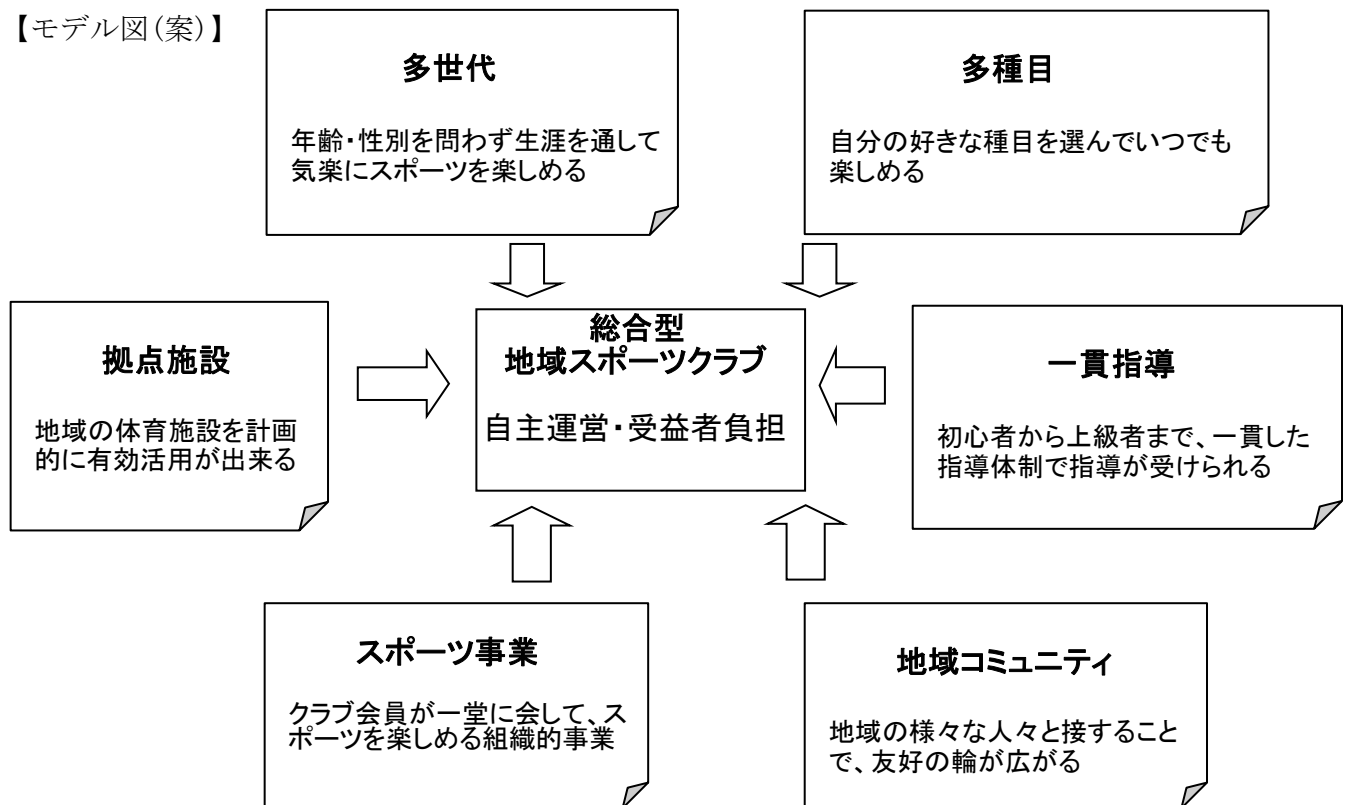 【モデル図(案)】
多世代
年齢・性別を問わず生涯を通して
気楽にスポーツを楽しめる
多種目
自分の好きな種目を選んでいつでも
楽しめる
拠点施設
地域の体育施設を計画
的に有効活用が出来る
総合型
地域スポーツクラブ
自主運営・受益者負担
一貫指導
初心者から上級者まで、一貫した
指導体制で指導が受けられる
スポーツ事業
クラブ会員が一堂に会して、ス
ポーツを楽しめる組織的事業
地域コミュニティ
地域の様々な人々と接すること
で、友好の輪が広がる